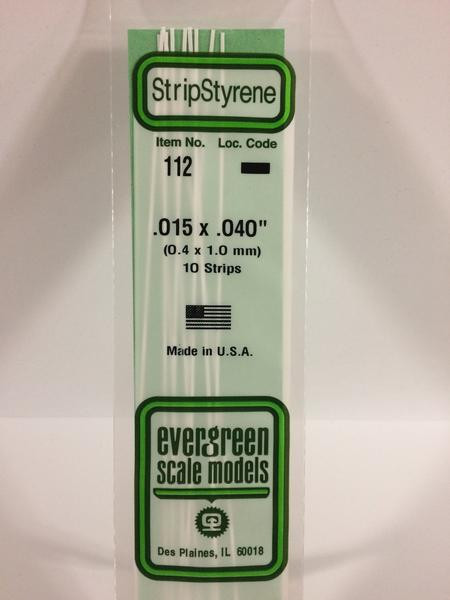 StripStyrene
Item No. Loc. Code
112
.015 x .040"
(0.4 x 1.0 mm)
10 Strips
Made in U.S.A.
evergreen
scale models
Des Plaines, IL 60018